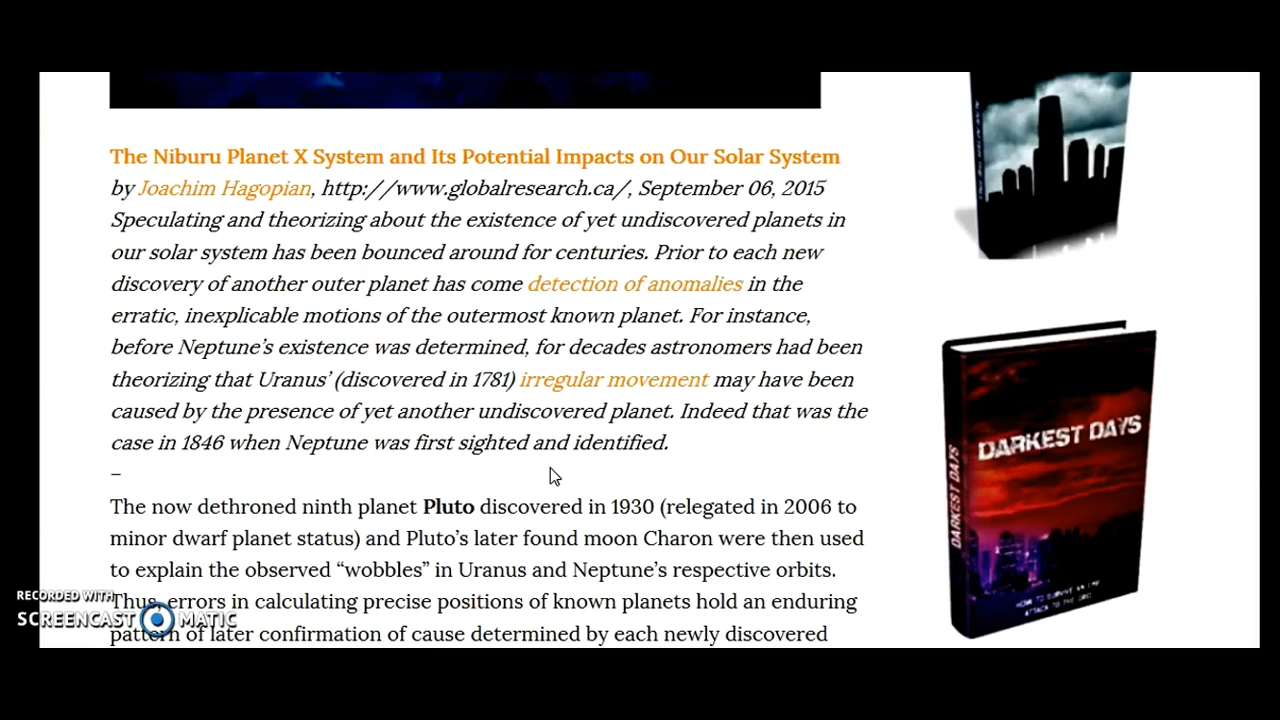 The Niburu Planet X System and Its Potential Impacts on Our Solar System
by Joachim Hagopian, http://www.globalresearch.ca/, September 06, 2015
Speculating and theorizing about the existence of yet undiscovered planets in
our solar system has been bounced around for centuries. Prior to each new
discovery of another outer planet has come detection of anomalies in the
erratic, inexplicable motions of the outermost known planet. For instance,
before Neptune's existence was determined, for decades astronomers had been
theorizing that Uranus' (discovered in 1781) irregular movement may have been
caused by the presence of yet another undiscovered planet. Indeed that was the
case in 1846 when Neptune was first sighted and identified.
–
The now dethroned ninth planet Pluto discovered in 1930 (relegated in 2006 to
minor dwarf planet status) and Pluto's later found moon Charon were then used
to explain the observed “wobbles” in Uranus and Neptune's respective orbits.
Thus, errors in calculating precise positions of known planets hold an enduring
pattern of later confirmation of cause determined by each newly discovered
DARKEST DAYS
DARKEST DAYS
HOW TO SURVIVE AN EMP
ATTACK TO THE GRID
RECORDED WITH
SCREENCAST MATIC